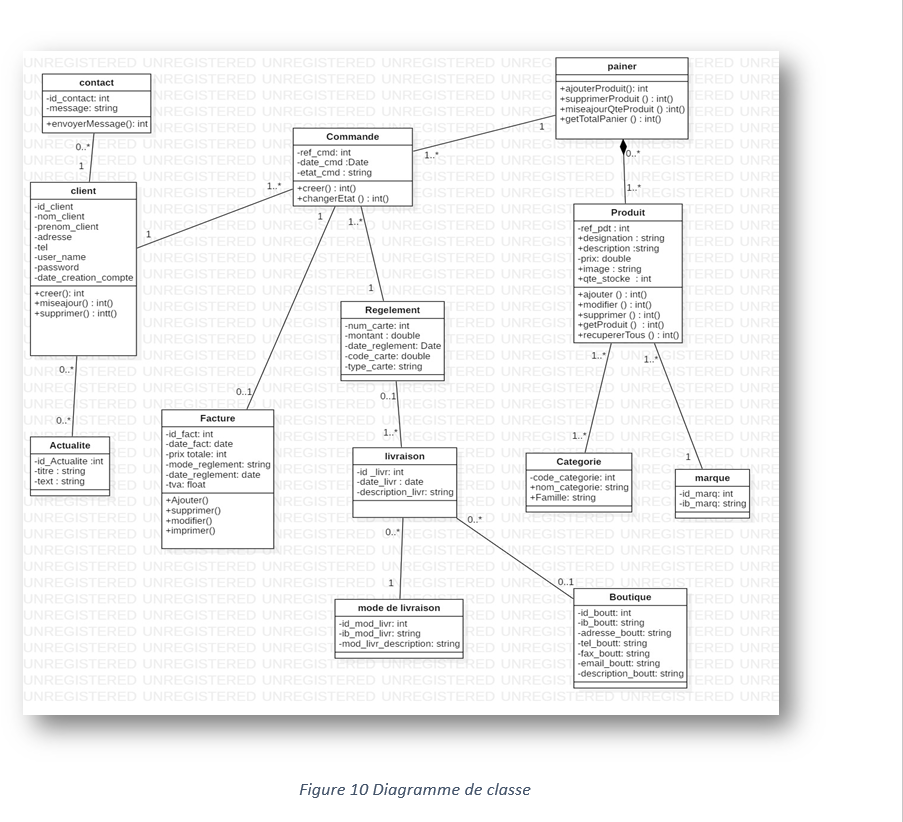 contact
-id_contact: int
-message: string
+envoyerMessage(): int
0..*
1
client
-id_client
-nom_client
-prenom_client
-adresse
-tel
-user_name
-password
-date_creation_compte
+creer(): int
+miseajour() : int()
+supprimer() : intt()
0..*
0..*
Actualite
-id_Actualite :int
-titre : string
-text : string
1
1..*
Commande
-ref_cmd: int
-date_cmd :Date
-etat_cmd : string
+creer() : int()
+changerEtat () : int()
1..*
1
painer
+ajouterProduit(): int
+supprimerProduit () : int()
+miseajourQteProduit () :int()
+getTotalPanier () : int()
0..*
1..*
Produit
-ref_pdt : int
+designation : string
+description :string
-prix: double
+image : string
+qte_stocke : int
+ajouter () : int()
+modifier () : int()
+supprimer () : int()
+getProduit () : int()
+recupererTous () : int()
1..*
1..*
1..*
1
Categorie
-code_categorie: int
+nom_categorie: string
+Famille: string
marque
-id_marq: int
-ib_marq: string
1
0..1
Facture
-id_fact: int
-date_fact: date
-prix totale: int
-mode_reglement: string
-date_reglement: date
-tva: float
+Ajouter()
+supprimer()
+modifier()
+imprimer()
1..*
1
Regelement
-num_carte: int
-montant : double
-date_reglement: Date
-code_carte: double
-type_carte: string
0..1
1..*
livraison
-id _livr: int
-date_livr : date
-description_livr: string
0..*
1
mode de livraison
-id_mod_livr: int
-ib_mod_livr: string
-mod_livr_description: string
0..*
0..1
Boutique
-id_boutt: int
-ib_boutt: string
-adresse_boutt: string
-tel_boutt: string
-fax_boutt: string
-email_boutt: string
-description_boutt: string
UNREGISTERED UNREGISTERED UNREGISTERED UNREGISTERED UNREGISTERED UNREGISTERED UNRE
Figure 10 Diagramme de classe